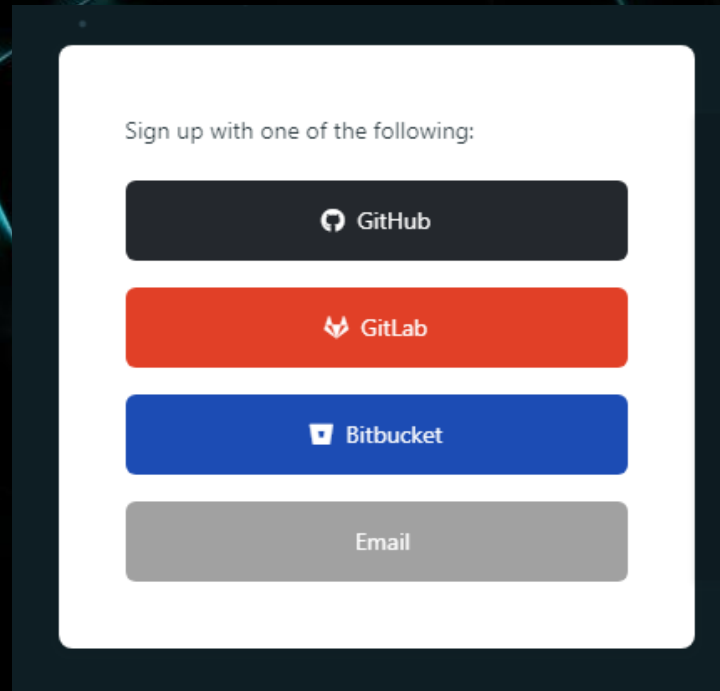 Sign up with one of the following:
GitHub
GitLab
Bitbucket
Email